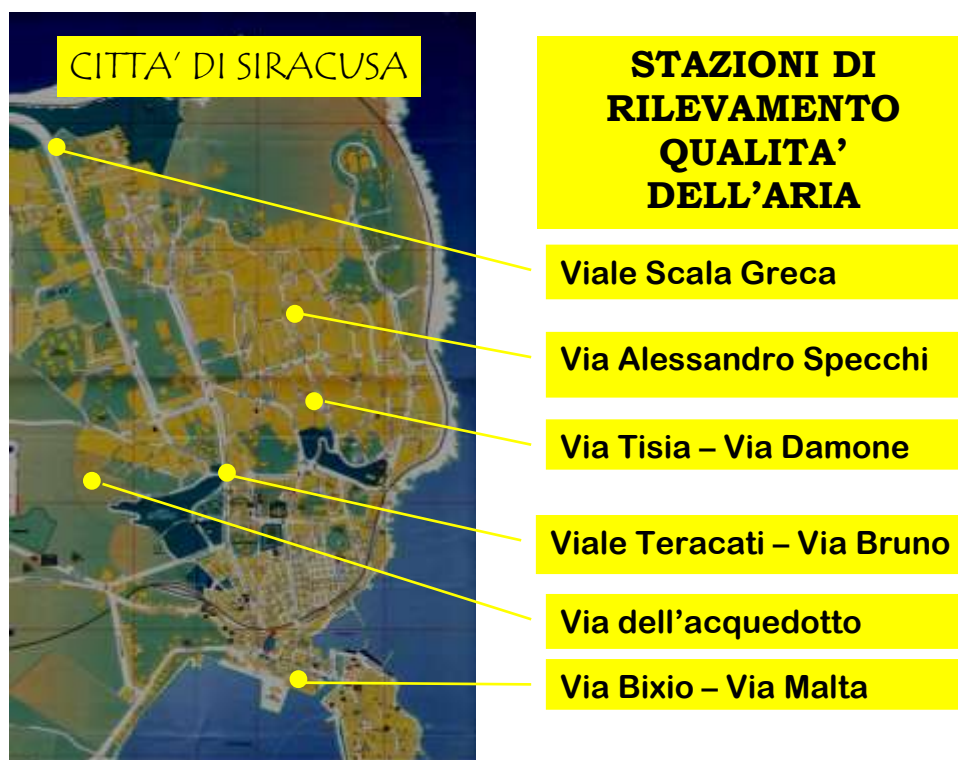 CITTA' DI SIRACUSA
STAZIONI DI
RILEVAMENTO
QUALITA'
DELL'ARIA
Viale Scala Greca
Via Alessandro Specchi
Via Tisia – Via Damone
Viale Teracati – Via Bruno
Via dell'acquedotto
Via Bixio – Via Malta